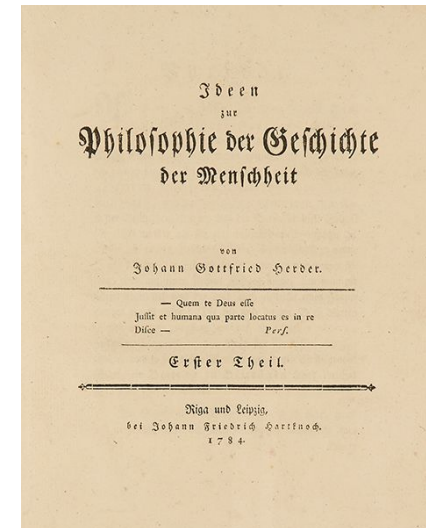 Ideen
zur
Philosophie der Geschichte
der Menschheit
von
Johann Gottfried Herder.
— Quem te Deus eſſe
Juſſit et humana qua parte locatus es in re
Diſce — Perſ.
Erſter Theil.
Riga und Leipzig,
bei Johann Friedrich Hartknoch.
1784.